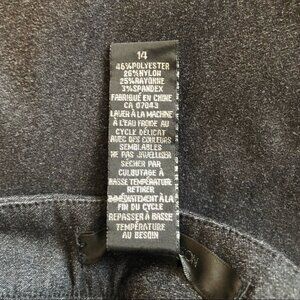 14
46%POLYESTER
26%NYLON
25%RAYONNE
3%SPANDEX
FABRIQUÉ EN CHINE
CA 07043
LAVER À LA MACHINE
À L'EAU FROIDE AU
CYCLE DÉLICAT
AVEC DES COULEURS
SEMBLABLES
NE PAS JAVELLISER
SÉCHER PAR
CULBUTAGE À
BASSE TEMPÉRATURE
RETIRER
IMMÉDIATEMENT À LA
FIN DU CYCLE
REPASSER À BASSE
TEMPÉRATURE
AU BESOIN